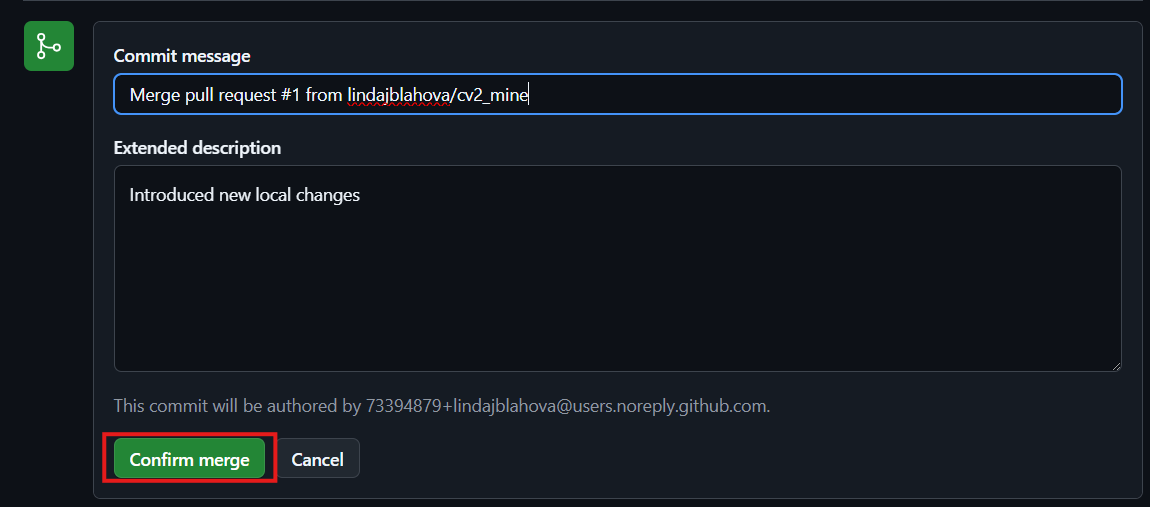 Commit message
Merge pull request #1 from lindajblahova/cv2_mine
Extended description
Introduced new local changes
This commit will be authored by 73394879+lindajblahova@users.noreply.github.com.
Confirm merge
Cancel